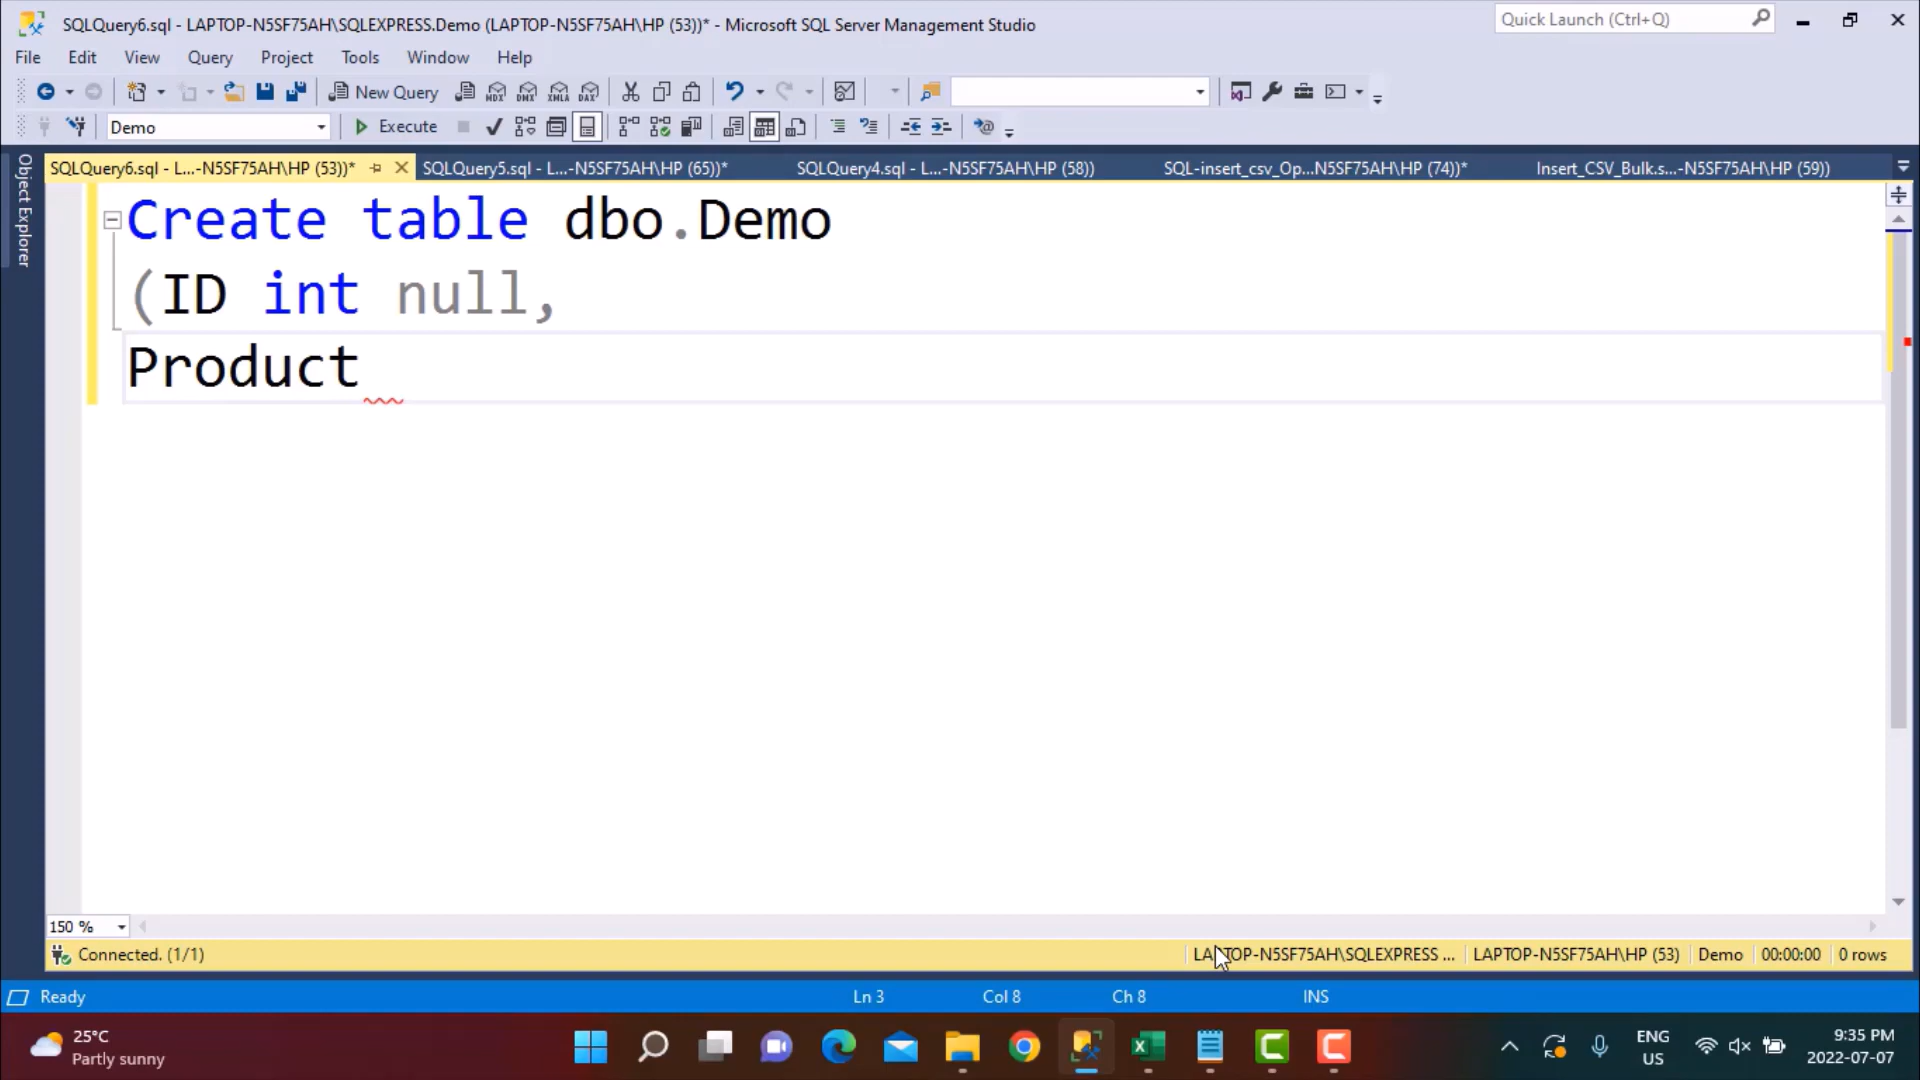 SQLQuery6.sql - LAPTOP-N5SF75AH\SQLEXPRESS.Demo (LAPTOP-N5SF75AH\HP (53))* - Microsoft SQL Server Management Studio
Quick Launch (Ctrl+Q)
File Edit View Query Project Tools Window Help
New Query MDX DMX XMLA DAX
Demo Execute
Object Explorer
SQLQuery6.sql - L...-N5SF75AH\HP (53))* SQLQuery5.sql - L...-N5SF75AH\HP (65))* SQLQuery4.sql - L...-N5SF75AH\HP (58)) SQL-insert_csv_Op...N5SF75AH\HP (74))* Insert_CSV_Bulk.s...-N5SF75AH\HP (59))
Create table dbo.Demo
(ID int null,
Product
150 %
Connected. (1/1) LAPTOP-N5SF75AH\SQLEXPRESS ... LAPTOP-N5SF75AH\HP (53) Demo 00:00:00 0 rows
Ready Ln 3 Col 8 Ch 8 INS
25°C
Partly sunny
ENG
US
9:35 PM
2022-07-07